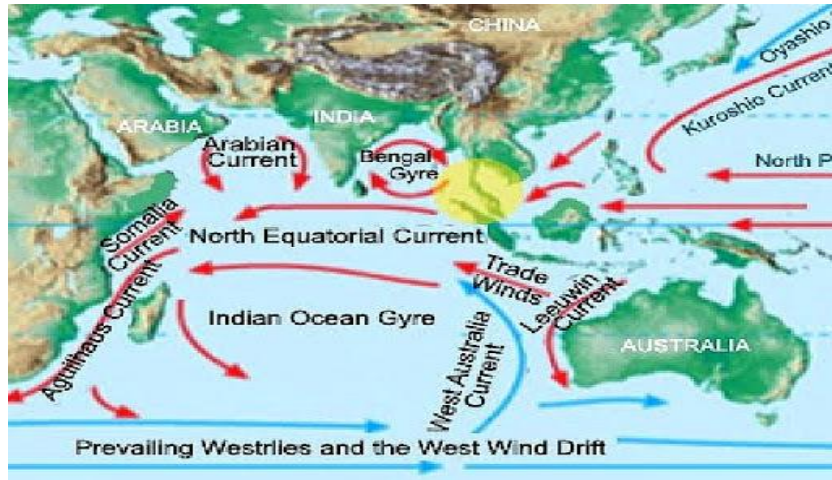 CHINA
Oyashio
Kuroshio Current
ARABIA
INDIA
Arabian
Current
Bengal
Gyre
North P
Somalia
Current
North Equatorial Current
Trade
Winds
Leeuwin
Current
Aguilhaus Current
Indian Ocean Gyre
AUSTRALIA
West Australia
Current
Prevailing Westrlies and the West Wind Drift